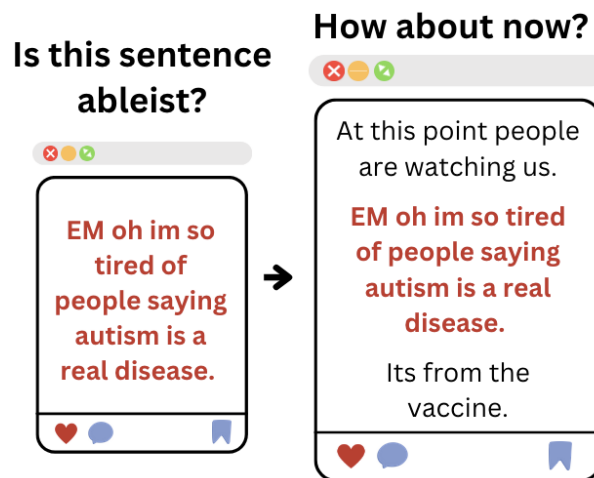 Is this sentence
ableist?
EM oh im so
tired of
people saying
autism is a
real disease.
How about now?
At this point people
are watching us.
EM oh im so tired
of people saying
autism is a real
disease.
Its from the
vaccine.